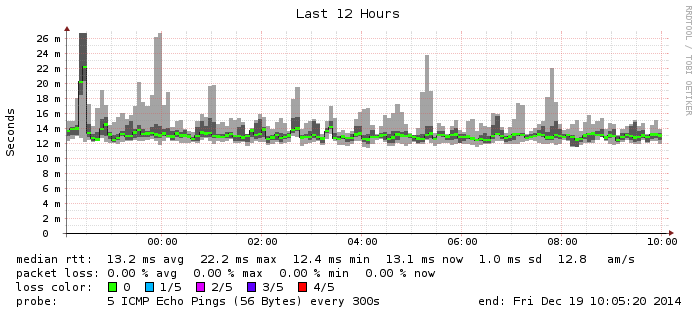 Last 12 Hours
RRDTOOL / TOBI OETIKER
Seconds
26 m
24 m
22 m
20 m
18 m
16 m
14 m
12 m
10 m
8 m
6 m
4 m
2 m
0
00:00 02:00 04:00 06:00 08:00 10:00
median rtt: 13.2 ms avg 22.2 ms max 12.4 ms min 13.1 ms now 1.0 ms sd 12.8 am/s
packet loss: 0.00 % avg 0.00 % max 0.00 % min 0.00 % now
loss color: 0 1/5 2/5 3/5 4/5
probe: 5 ICMP Echo Pings (56 Bytes) every 300s end: Fri Dec 19 10:05:20 2014